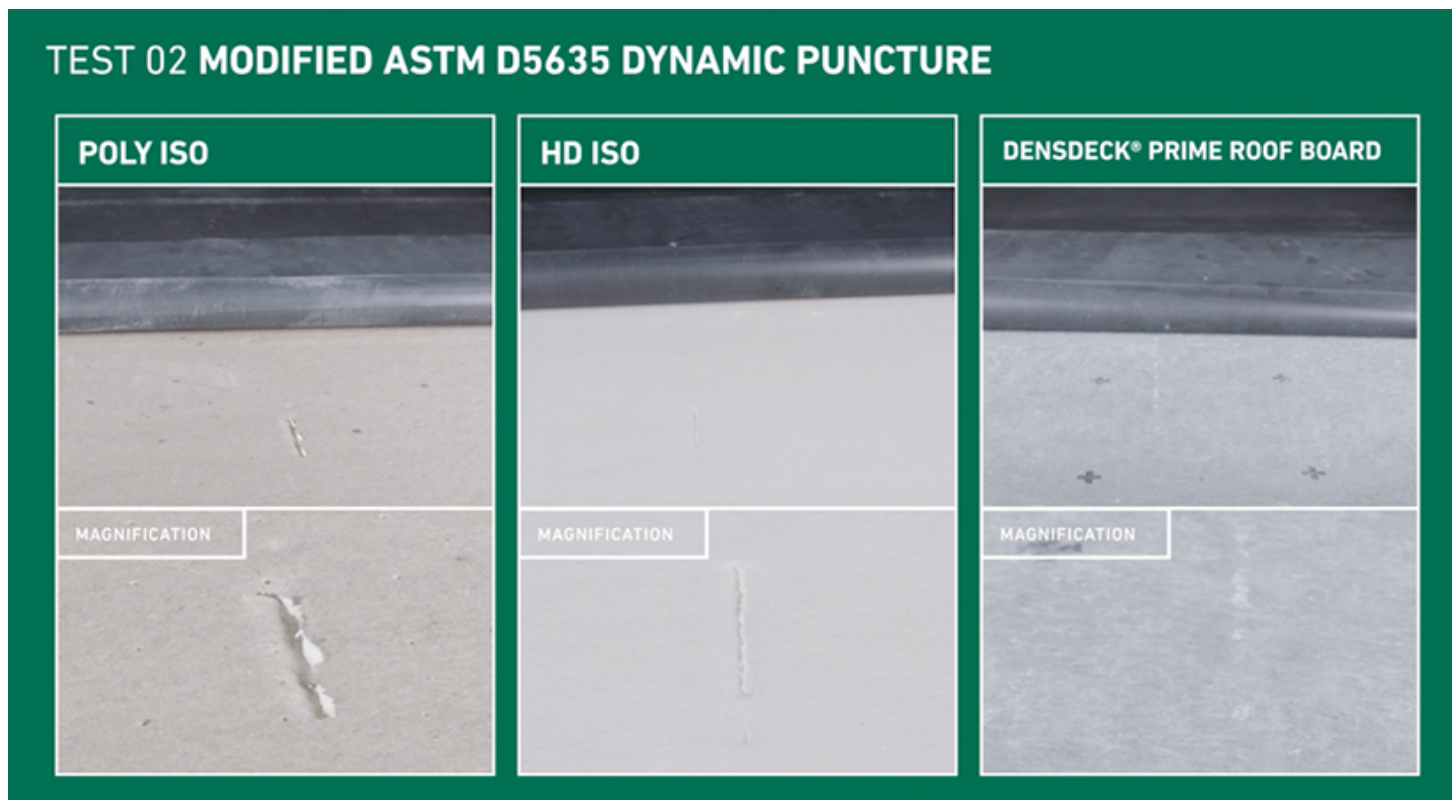 TEST 02 MODIFIED ASTM D5635 DYNAMIC PUNCTURE
POLY ISO
HD ISO
DENSDECK® PRIME ROOF BOARD
MAGNIFICATION
MAGNIFICATION
MAGNIFICATION